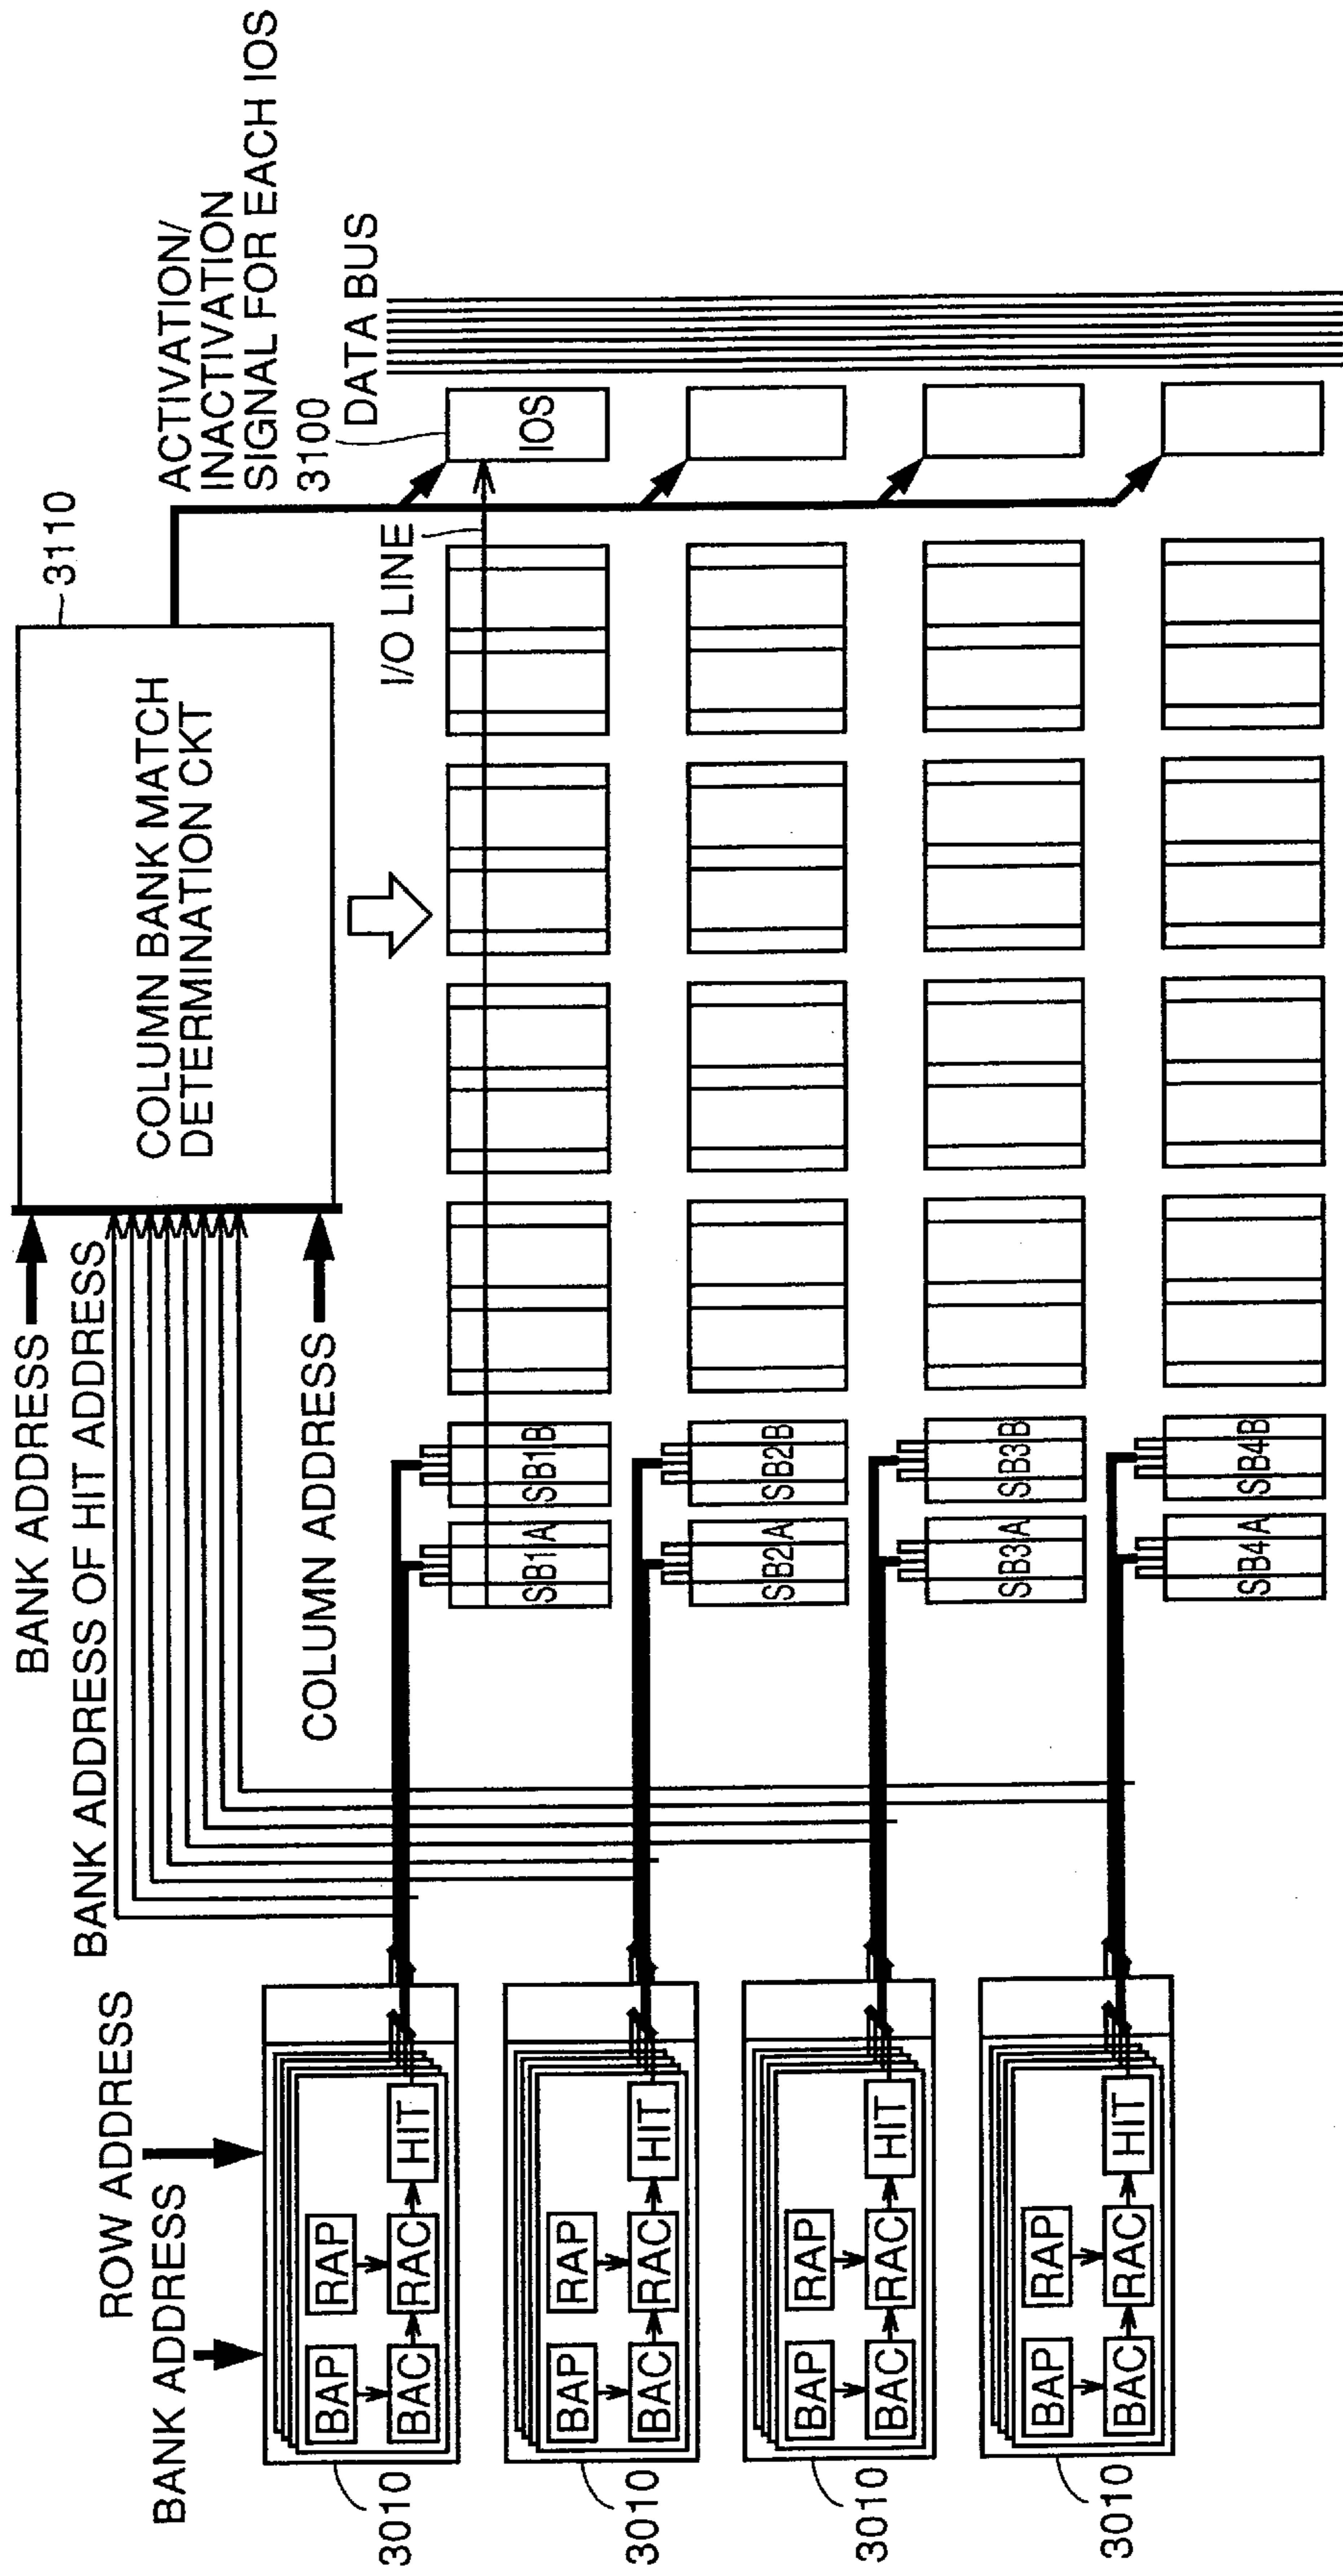 BANK ADDRESS
BANK ADDRESS OF HIT ADDRESS
COLUMN ADDRESS
COLUMN BANK MATCH
DETERMINATION CKT
3110
ACTIVATION/
INACTIVATION
SIGNAL FOR EACH IOS
3100
DATA BUS
I/O LINE
IOS
ROW ADDRESS
BANK ADDRESS
BAP
RAP
BAC
RAC
HIT
3010
SB1A
SB1B
BAP
RAP
BAC
RAC
HIT
3010
SB2A
SB2B
BAP
RAP
BAC
RAC
HIT
3010
SB3A
SB3B
BAP
RAP
BAC
RAC
HIT
3010
SB4A
SB4B